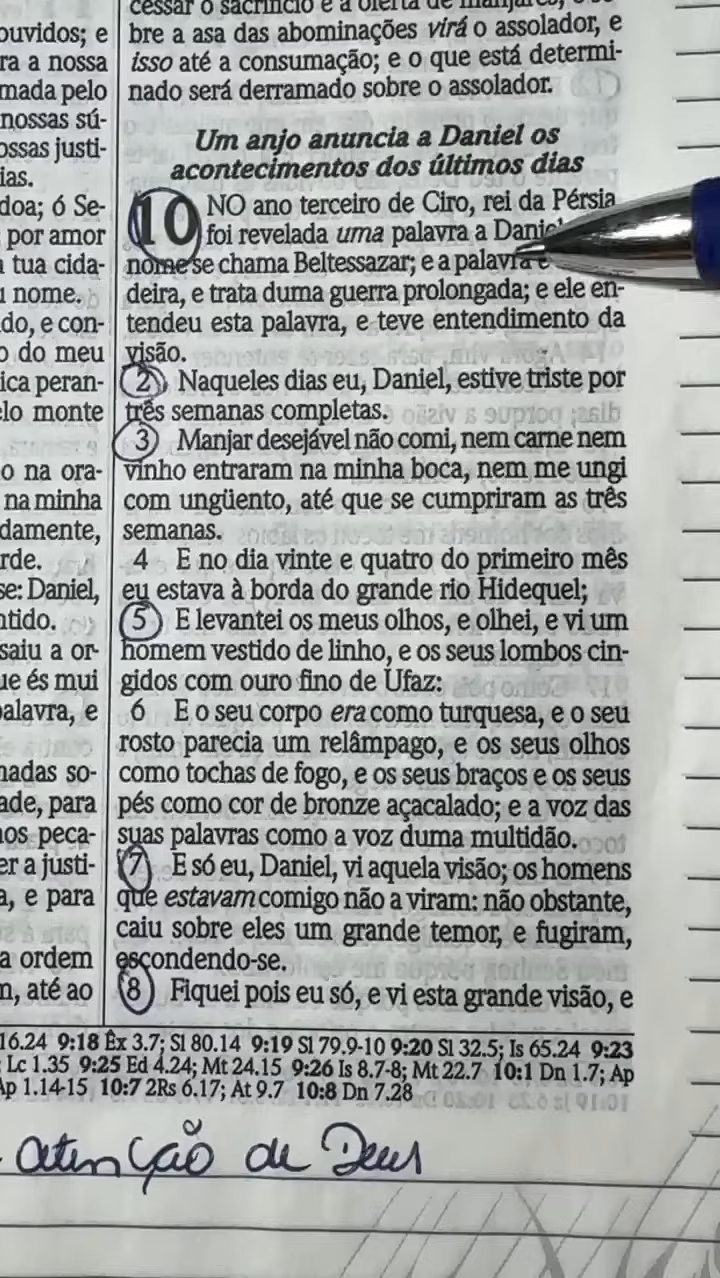 ouvidos; e
ra a nossa
mada pelo
nossas sú-
ossas justi-
ias.
doa; ó Se-
por amor
tua cida-
nome.
do, e con-
do meu
ica peran-
elo monte
o na ora-
na minha
damente,
rde.
se: Daniel,
ntido.
saiu a or-
ue és mui
palavra, e
nadas so-
ade, para
nos peca-
er a justi-
a, e para
a ordem
m, até ao
cessar o sacrifício e a oferta de manjares; e so-
bre a asa das abominações virá o assolador, e
isso até a consumação; e o que está determi-
nado será derramado sobre o assolador.
Um anjo anuncia a Daniel os
acontecimentos dos últimos dias
10 NO ano terceiro de Ciro, rei da Pérsia
foi revelada uma palavra a
nome se chama Beltessazar; e a palavra
deira, e trata duma guerra prolongada; e ele en-
tendeu esta palavra, e teve entendimento da
visão.
2 Naqueles dias eu, Daniel, estive triste por
três semanas completas.
3 Manjar desejável não comi, nem carne nem
vinho entraram na minha boca, nem me ungi
com ungüento, até que se cumpriram as três
semanas.
4 E no dia vinte e quatro do primeiro mês
eu estava à borda do grande rio Hidequel;
5 E levantei os meus olhos, e olhei, e vi um
homem vestido de linho, e os seus lombos cin-
gidos com ouro fino de Ufaz:
6 E o seu corpo era como turquesa, e o seu
rosto parecia um relâmpago, e os seus olhos
como tochas de fogo, e os seus braços e os seus
pés como cor de bronze açacalado; e a voz das
suas palavras como a voz duma multidão.
7 E só eu, Daniel, vi aquela visão; os homens
que estavam comigo não a viram: não obstante,
caiu sobre eles um grande temor, e fugiram,
escondendo-se.
8 Fiquei pois eu só, e vi esta grande visão, e
16.24 9:18 Êx 3.7; Sl 80.14 9:19 Sl 79.9-10 9:20 Sl 32.5; Is 65.24 9:23
Lc 1.35 9:25 Ed 4.24; Mt 24.15 9:26 Is 8.7-8; Mt 22.7 10:1 Dn 1.7; Ap
Ap 1.14-15 10:7 2Rs 6.17; At 9.7 10:8 Dn 7.28
atenção de Deus